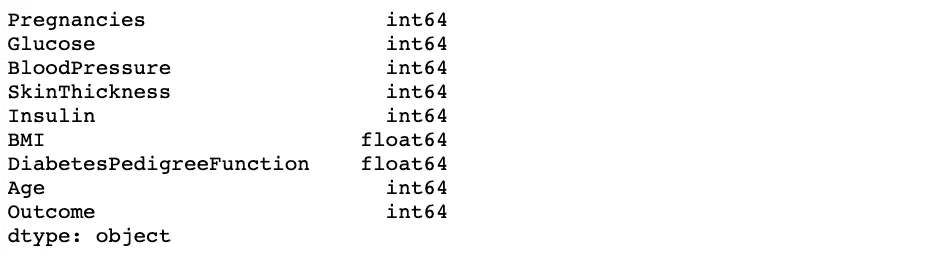 Pregnancies int64
Glucose int64
BloodPressure int64
SkinThickness int64
Insulin int64
BMI float64
DiabetesPedigreeFunction float64
Age int64
Outcome int64
dtype: object